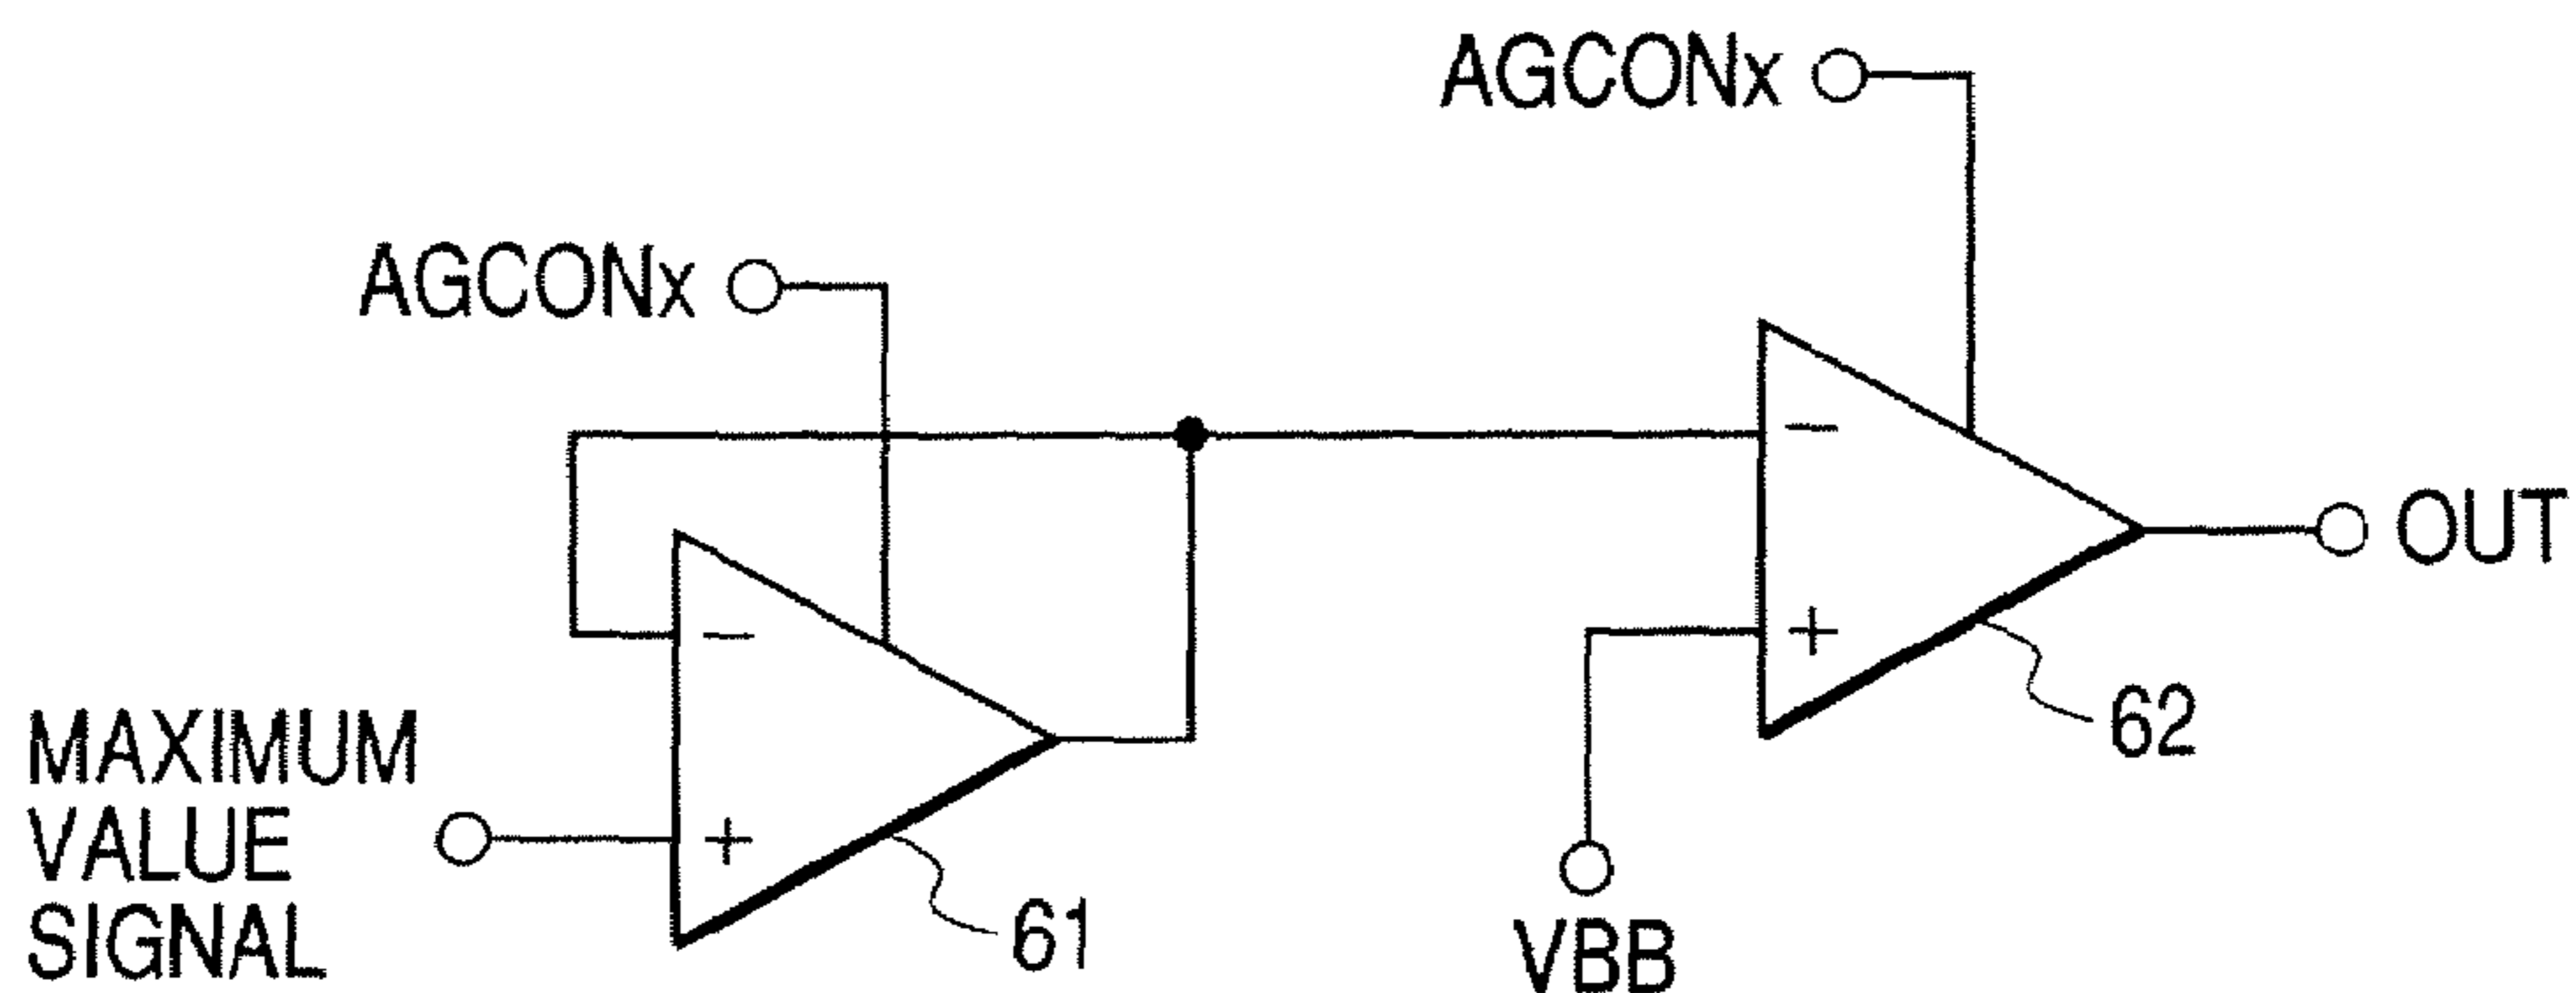 AGCONx
AGCONx
−
−
OUT
+
62
MAXIMUM
VALUE
SIGNAL
+
61
VBB